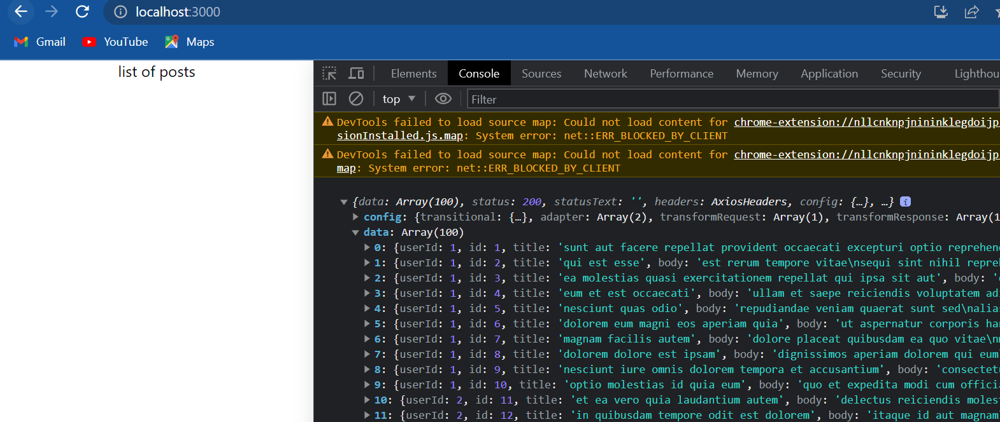 localhost:3000
Gmail YouTube Maps
list of posts
Elements Console Sources Network Performance Memory Application Security
top Filter
DevTools failed to load source map: Could not load content for chrome-extension://nllcnknpjnininklegdoijp
sionInstalled.js.map: System error: net::ERR_BLOCKED_BY_CLIENT
DevTools failed to load source map: Could not load content for chrome-extension://nllcnknpjnininklegdoijp
map: System error: net::ERR_BLOCKED_BY_CLIENT
{data: Array(100), status: 200, statusText: '', headers: AxiosHeaders, config: {…}, …} i
config: {transitional: {…}, adapter: Array(2), transformRequest: Array(1), transformResponse: Array(1
data: Array(100)
0: {userId: 1, id: 1, title: 'sunt aut facere repellat provident occaecati excepturi optio reprehen
1: {userId: 1, id: 2, title: 'qui est esse', body: 'est rerum tempore vitae\nsequi sint nihil repre
2: {userId: 1, id: 3, title: 'ea molestias quasi exercitationem repellat qui ipsa sit aut', body: '
3: {userId: 1, id: 4, title: 'eum et est occaecati', body: 'ullam et saepe reiciendis voluptatem ad
4: {userId: 1, id: 5, title: 'nesciunt quas odio', body: 'repudiandae veniam quaerat sunt sed\nalias
5: {userId: 1, id: 6, title: 'dolorem eum magni eos aperiam quia', body: 'ut aspernatur corporis ha
6: {userId: 1, id: 7, title: 'magnam facilis autem', body: 'dolore placeat quibusdam ea quo vitae\n
7: {userId: 1, id: 8, title: 'dolorem dolore est ipsam', body: 'dignissimos aperiam dolorem qui eum
8: {userId: 1, id: 9, title: 'nesciunt iure omnis dolorem tempora et accusantium', body: 'consectet
9: {userId: 1, id: 10, title: 'optio molestias id quia eum', body: 'quo et expedita modi cum offici
10: {userId: 2, id: 11, title: 'et ea vero quia laudantium autem', body: 'delectus reiciendis moles
11: {userId: 2, id: 12, title: 'in quibusdam tempore odit est dolorem', body: 'itaque id aut magnam